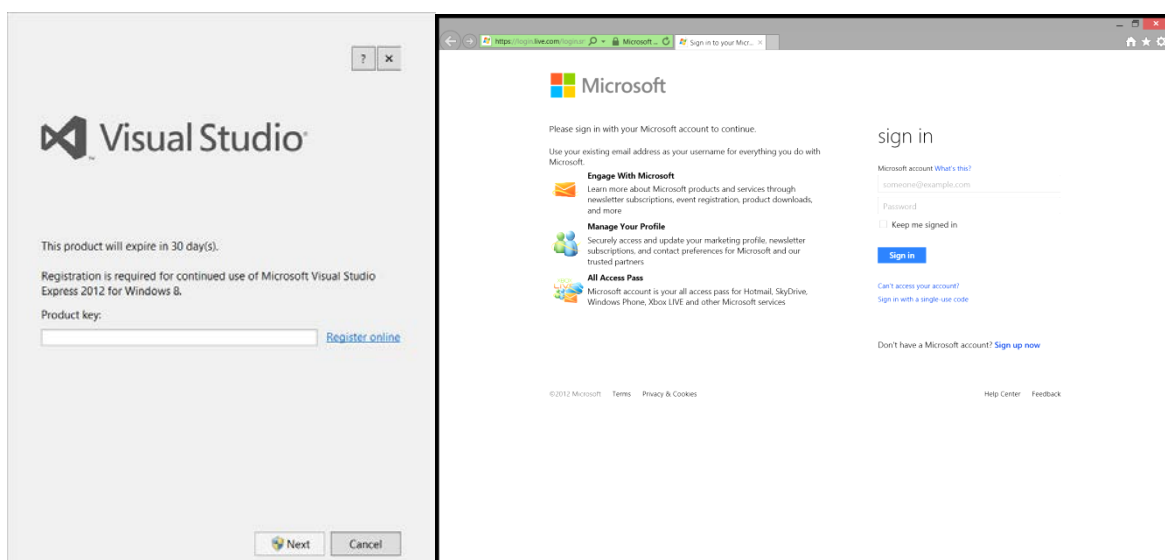 ?
Visual Studio
This product will expire in 30 day(s).
Registration is required for continued use of Microsoft Visual Studio
Express 2012 for Windows 8.
Product key:
Register online
Next
Cancel
https://login.live.com/login.sr
Microsoft ...
Sign in to your Micr...
Microsoft
Please sign in with your Microsoft account to continue.
Use your existing email address as your username for everything you do with
Microsoft.
Engage With Microsoft
Learn more about Microsoft products and services through
newsletter subscriptions, event registration, product downloads,
and more
Manage Your Profile
Securely access and update your marketing profile, newsletter
subscriptions, and contact preferences for Microsoft and our
trusted partners
All Access Pass
Microsoft account is your all access pass for Hotmail, SkyDrive,
Windows Phone, Xbox LIVE and other Microsoft services
sign in
Microsoft account What's this?
someone@example.com
Password
Keep me signed in
Sign in
Can't access your account?
Sign in with a single-use code
Don't have a Microsoft account? Sign up now
©2012 Microsoft Terms Privacy & Cookies
Help Center Feedback